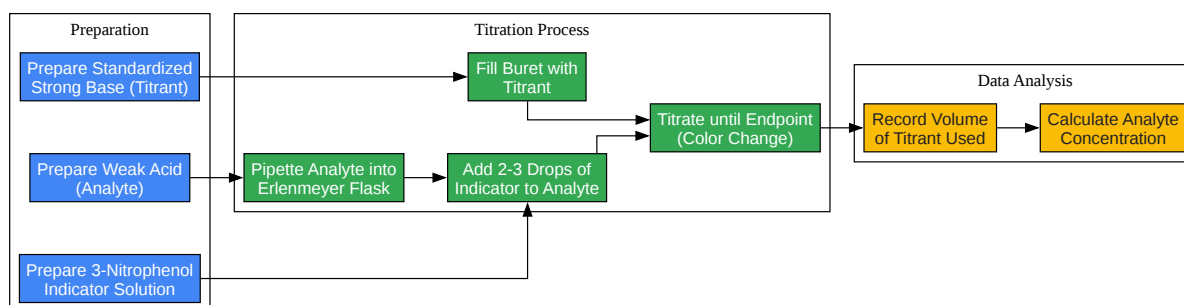 Preparation
Prepare Standardized
Strong Base (Titrant)
Prepare Weak Acid
(Analyte)
Prepare 3-Nitrophenol
Indicator Solution
Titration Process
Fill Buret with
Titrant
Pipette Analyte into
Erlenmeyer Flask
Add 2-3 Drops of
Indicator to Analyte
Titrate until Endpoint
(Color Change)
Data Analysis
Record Volume
of Titrant Used
Calculate Analyte
Concentration